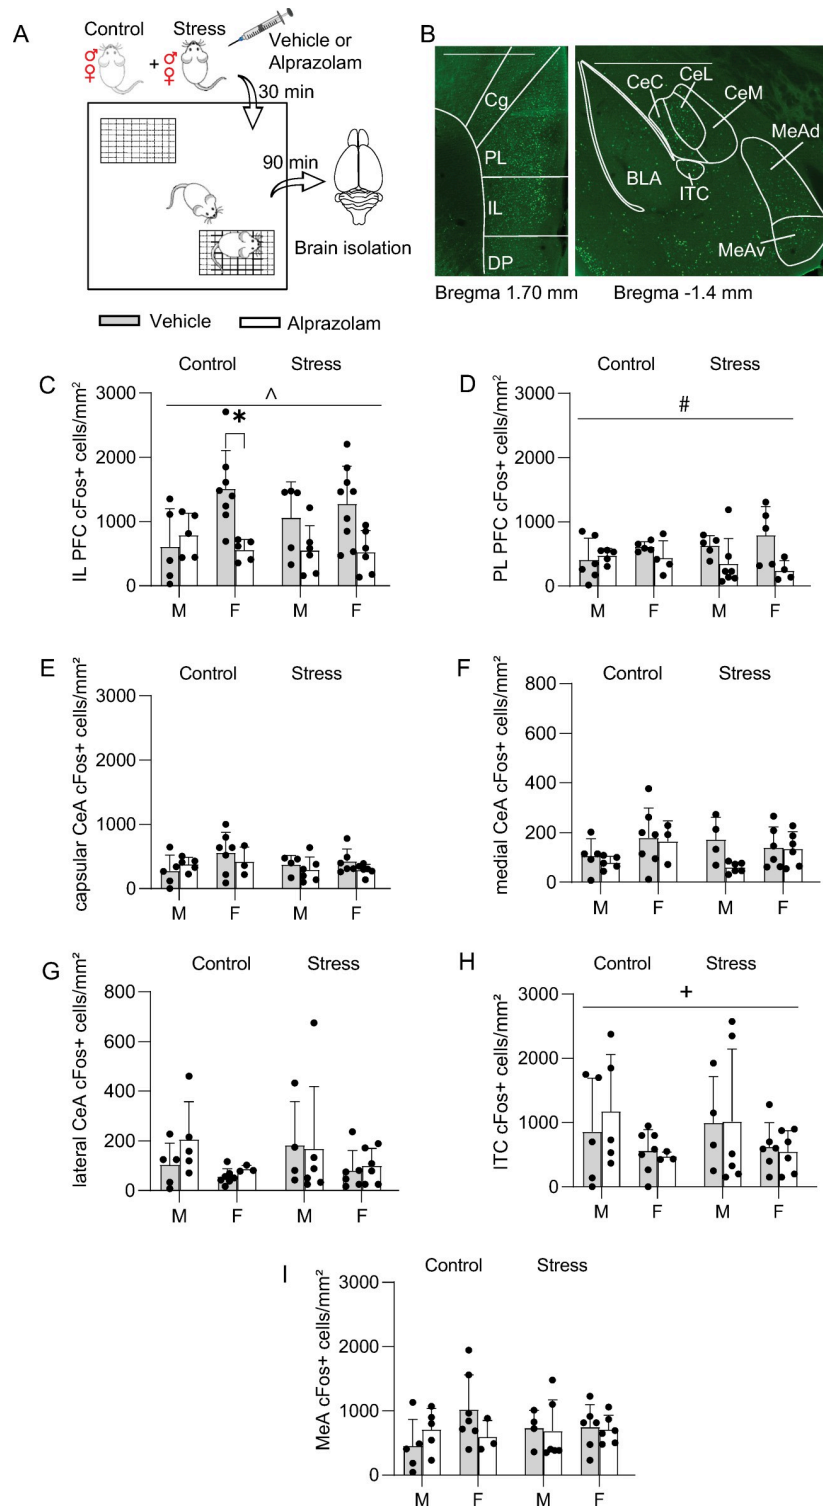 A
Control
Stress
♂
♀
+
♂
♀
Vehicle or
Alprazolam
30 min
90 min
Brain isolation
B
Cg
PL
IL
DP
Bregma 1.70 mm
CeC
CeL
CeM
MeAd
BLA
ITC
MeAv
Bregma -1.4 mm
Vehicle
Alprazolam
C
Control Stress
IL PFC cFos+ cells/mm²
3000
2000
1000
0
^
*
M F M F
D
Control Stress
PL PFC cFos+ cells/mm²
3000
2000
1000
0
#
M F M F
E
Control Stress
capsular CeA cFos+ cells/mm²
3000
2000
1000
0
M F M F
F
Control Stress
medial CeA cFos+ cells/mm²
800
600
400
200
0
M F M F
G
Control Stress
lateral CeA cFos+ cells/mm²
800
600
400
200
0
M F M F
H
Control Stress
ITC cFos+ cells/mm²
3000
2000
1000
0
+
M F M F
I
Control Stress
MeA cFos+ cells/mm²
3000
2000
1000
0
M F M F